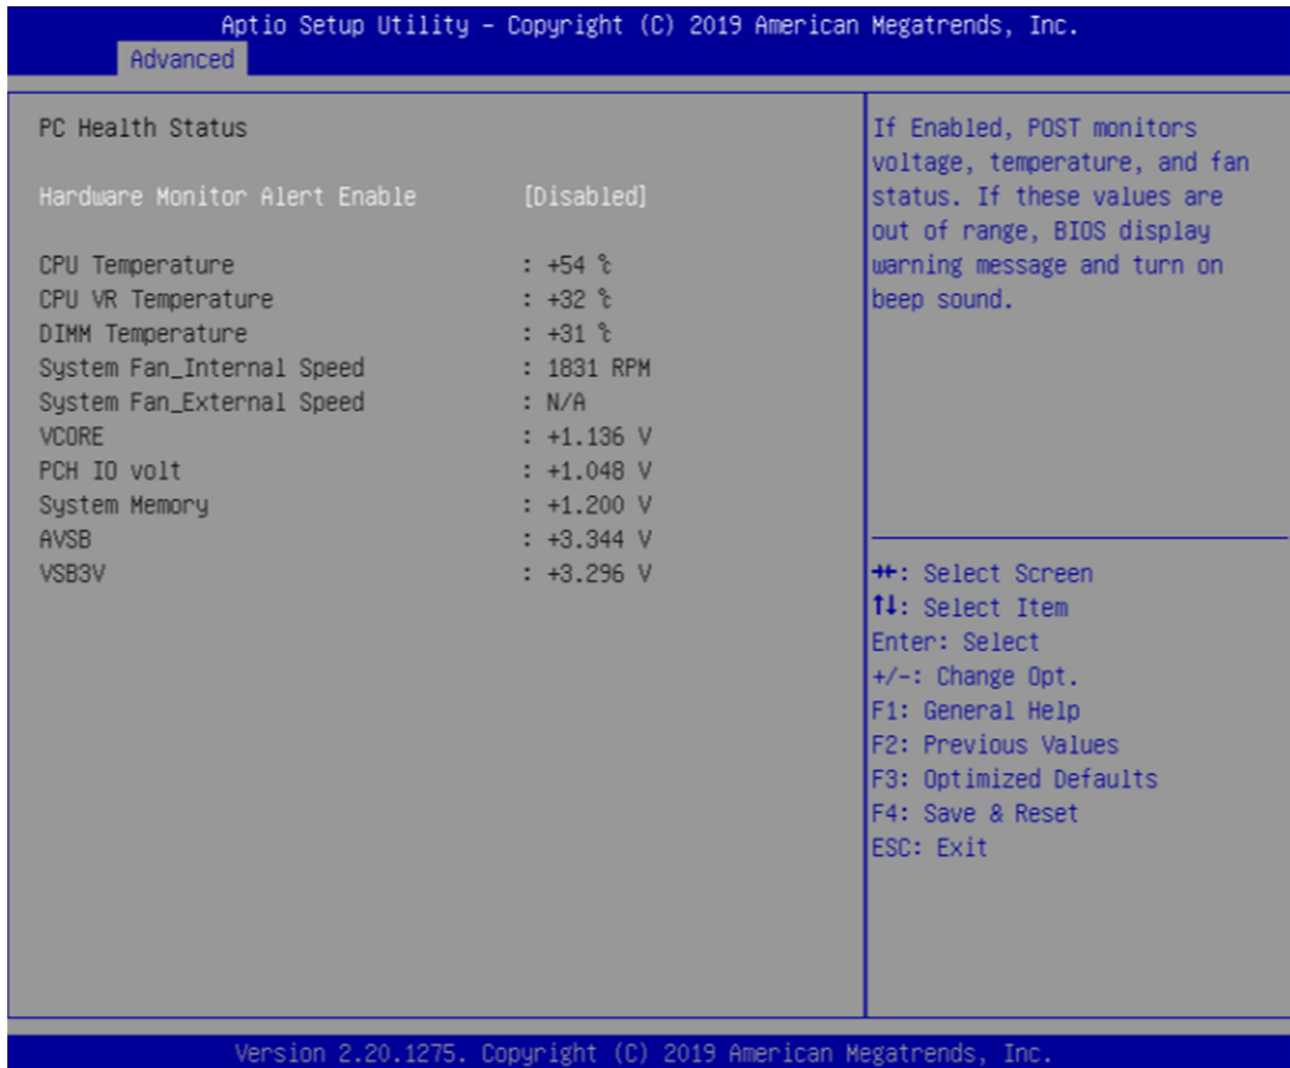 Aptio Setup Utility – Copyright (C) 2019 American Megatrends, Inc.
Advanced
PC Health Status
Hardware Monitor Alert Enable [Disabled]
CPU Temperature : +54 ℃
CPU VR Temperature : +32 ℃
DIMM Temperature : +31 ℃
System Fan_Internal Speed : 1831 RPM
System Fan_External Speed : N/A
VCORE : +1.136 V
PCH IO volt : +1.048 V
System Memory : +1.200 V
AVSB : +3.344 V
VSB3V : +3.296 V
If Enabled, POST monitors
voltage, temperature, and fan
status. If these values are
out of range, BIOS display
warning message and turn on
beep sound.
→←: Select Screen
↑↓: Select Item
Enter: Select
+/-: Change Opt.
F1: General Help
F2: Previous Values
F3: Optimized Defaults
F4: Save & Reset
ESC: Exit
Version 2.20.1275. Copyright (C) 2019 American Megatrends, Inc.